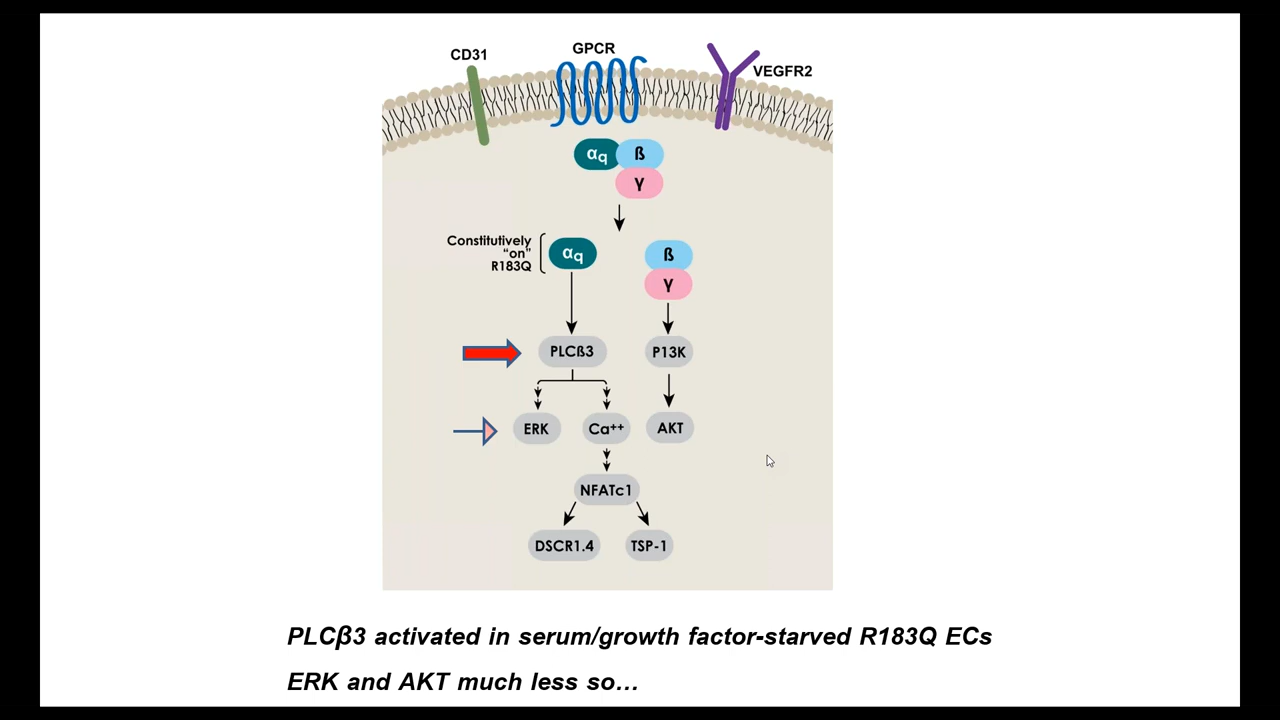 CD31
GPCR
VEGFR2
αq
ß
γ
Constitutively
"on"
R183Q
αq
ß
γ
PLCß3
P13K
ERK
Ca++
AKT
NFATc1
DSCR1.4
TSP-1
PLCβ3 activated in serum/growth factor-starved R183Q ECs
ERK and AKT much less so…